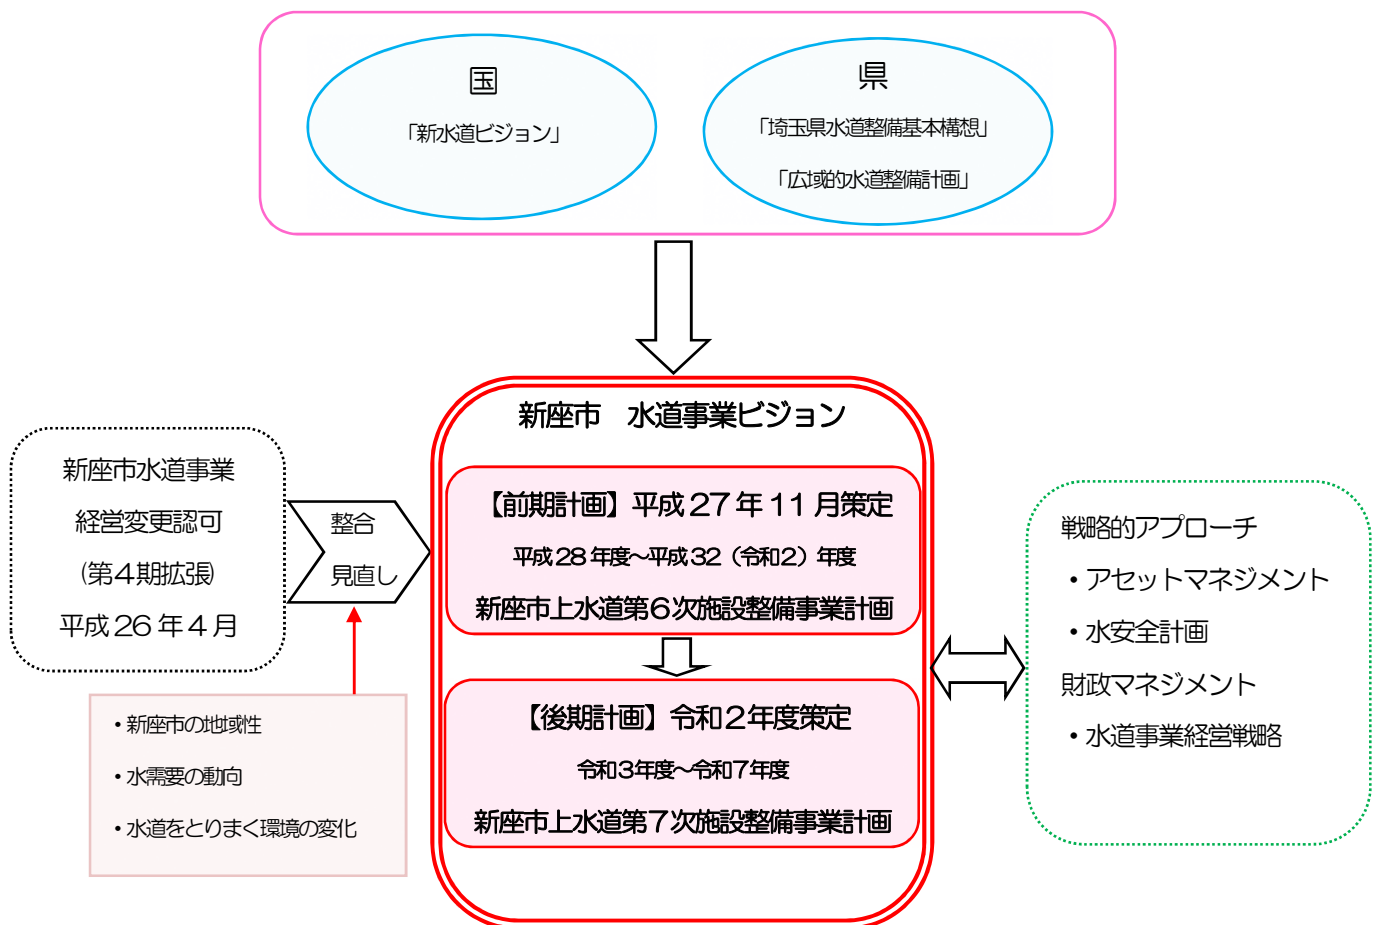 国
「新水道ビジョン」
県
「埼玉県水道整備基本構想」
「広域的水道整備計画」
新座市　水道事業ビジョン
【前期計画】平成27年11月策定
平成28年度～平成32（令和2）年度
新座市上水道第6次施設整備事業計画
【後期計画】令和2年度策定
令和3年度～令和7年度
新座市上水道第7次施設整備事業計画
新座市水道事業
経営変更認可
(第4期拡張)
平成26年4月
整合
見直し
・新座市の地域性
・水需要の動向
・水道をとりまく環境の変化
戦略的アプローチ
・アセットマネジメント
・水安全計画
財政マネジメント
・水道事業経営戦略